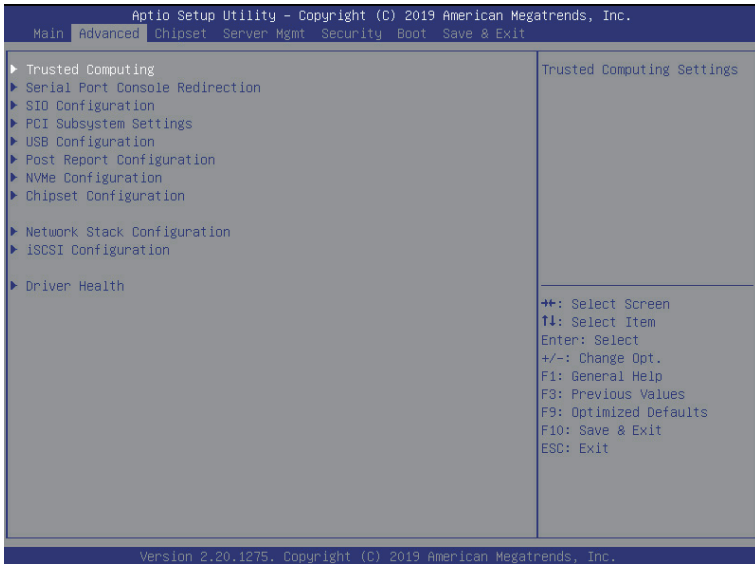 Aptio Setup Utility – Copyright (C) 2019 American Megatrends, Inc.
Main Advanced Chipset Server Mgmt Security Boot Save & Exit
▶ Trusted Computing
▶ Serial Port Console Redirection
▶ SIO Configuration
▶ PCI Subsystem Settings
▶ USB Configuration
▶ Post Report Configuration
▶ NVMe Configuration
▶ Chipset Configuration
▶ Network Stack Configuration
▶ iSCSI Configuration
▶ Driver Health
Trusted Computing Settings
→←: Select Screen
↑↓: Select Item
Enter: Select
+/-: Change Opt.
F1: General Help
F3: Previous Values
F9: Optimized Defaults
F10: Save & Exit
ESC: Exit
Version 2.20.1275. Copyright (C) 2019 American Megatrends, Inc.